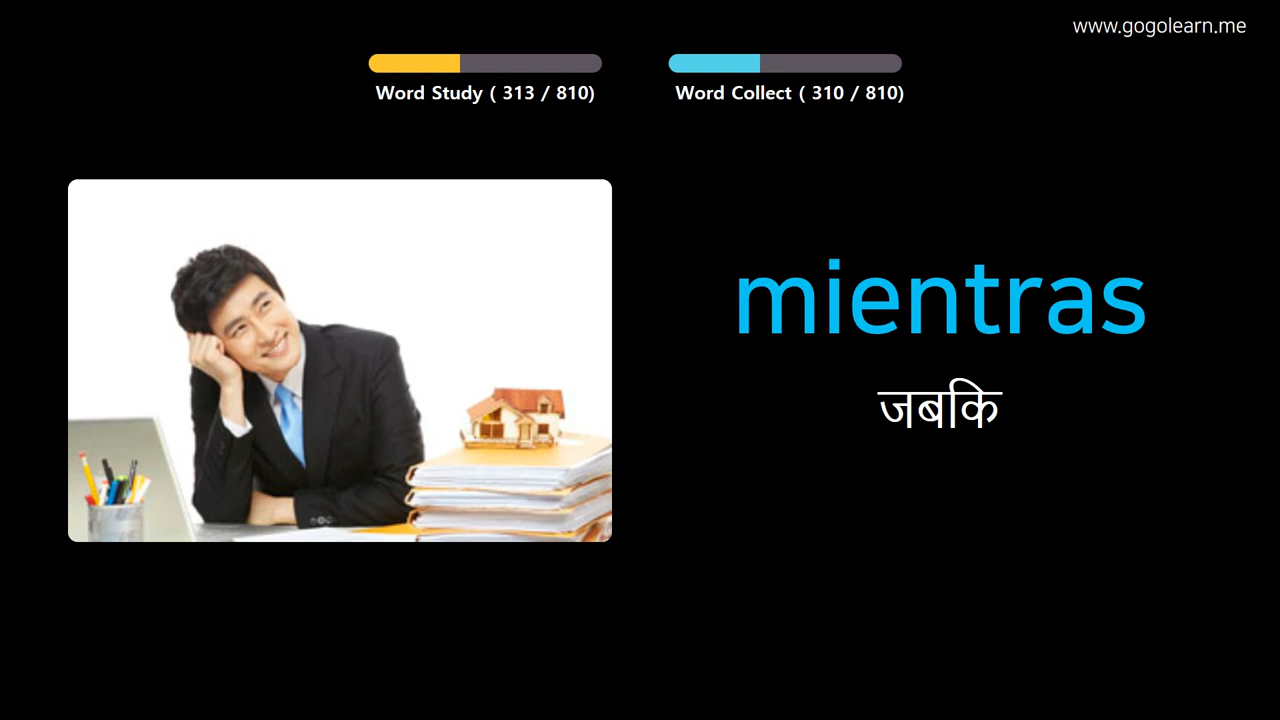 www.gogolearn.me
Word Study ( 313 / 810)
Word Collect ( 310 / 810)
mientras
जबकि